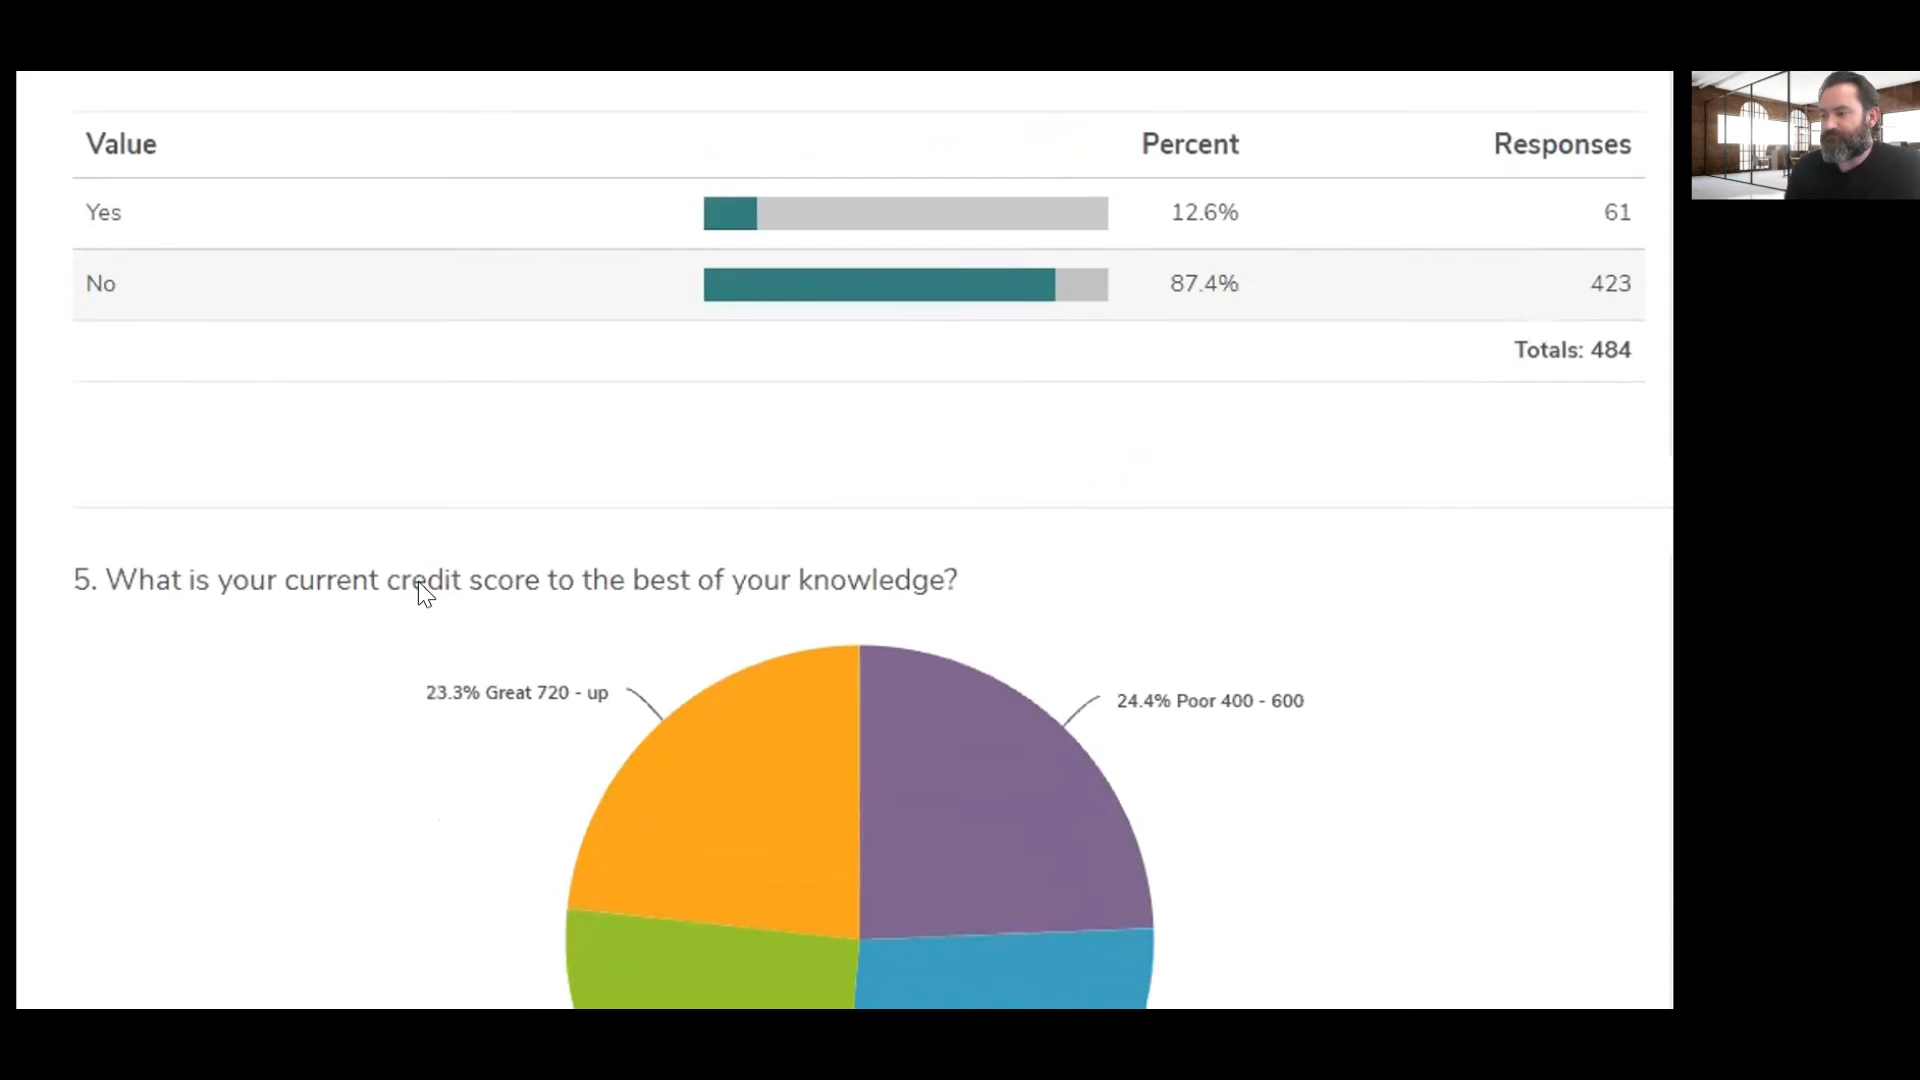 Value Percent Responses
Yes 12.6% 61
No 87.4% 423
Totals: 484
5. What is your current credit score to the best of your knowledge?
23.3% Great 720 - up
24.4% Poor 400 - 600